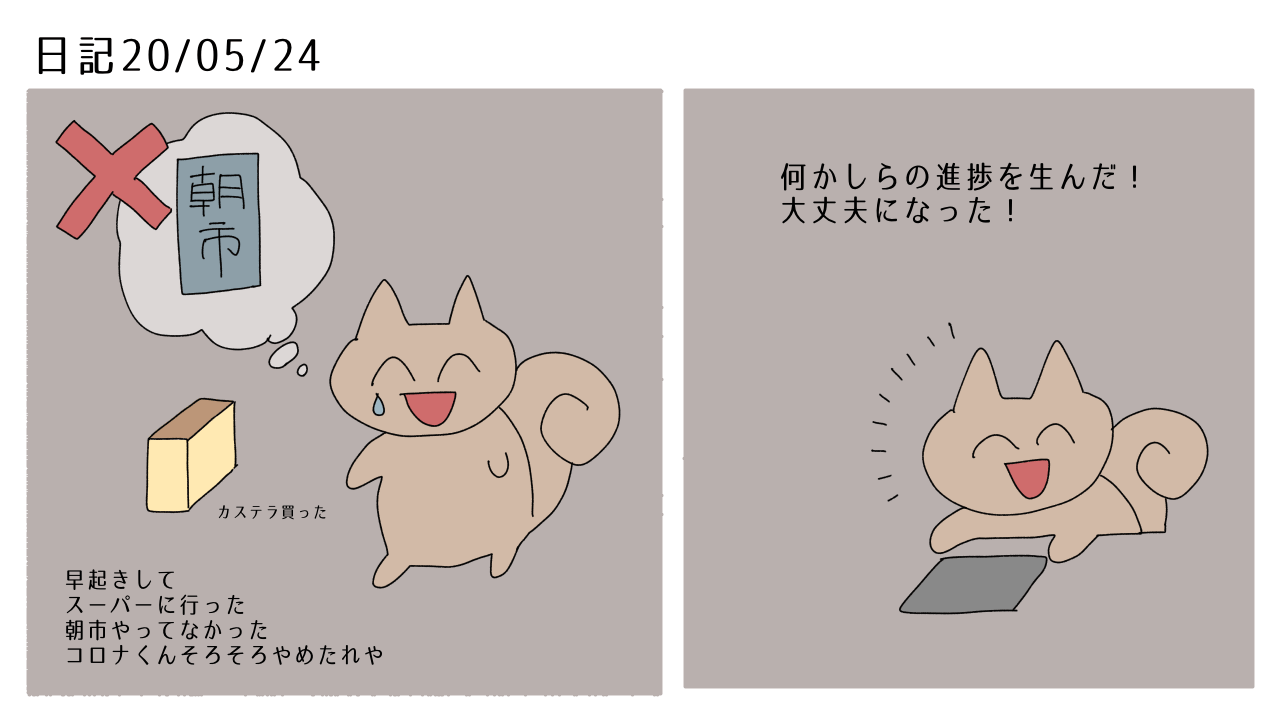 日記20/05/24
朝
市
カステラ買った
早起きして
スーパーに行った
朝市やってなかった
コロナくんそろそろやめたれや
何かしらの進捗を生んだ！
大丈夫になった！